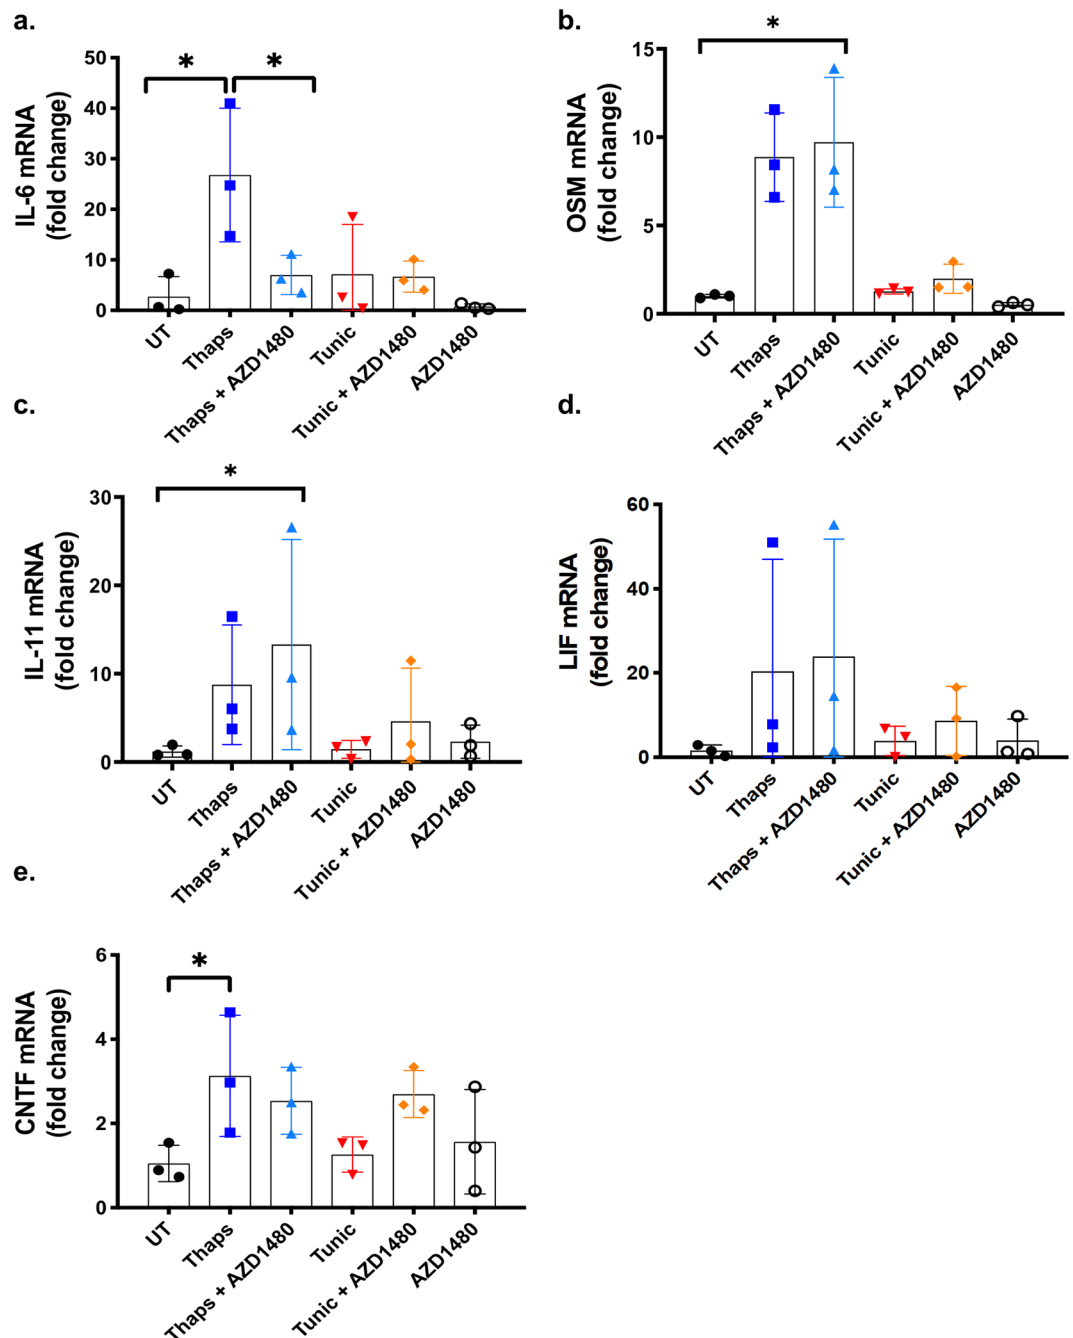 a.
IL-6 mRNA
(fold change)
50
40
30
20
10
0
*
*
UT
Thaps
Thaps + AZD1480
Tunic
Tunic + AZD1480
AZD1480
b.
OSM mRNA
(fold change)
15
10
5
0
*
UT
Thaps
Thaps + AZD1480
Tunic
Tunic + AZD1480
AZD1480
c.
IL-11 mRNA
(fold change)
30
20
10
0
*
UT
Thaps
Thaps + AZD1480
Tunic
Tunic + AZD1480
AZD1480
d.
LIF mRNA
(fold change)
60
40
20
0
UT
Thaps
Thaps + AZD1480
Tunic
Tunic + AZD1480
AZD1480
e.
CNTF mRNA
(fold change)
6
4
2
0
*
UT
Thaps
Thaps + AZD1480
Tunic
Tunic + AZD1480
AZD1480